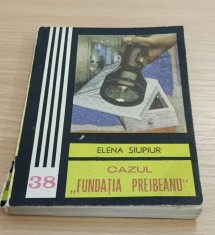 ELENA SIUPIUR
38
CAZUL
„FUNDAȚIA PREIBEANU"